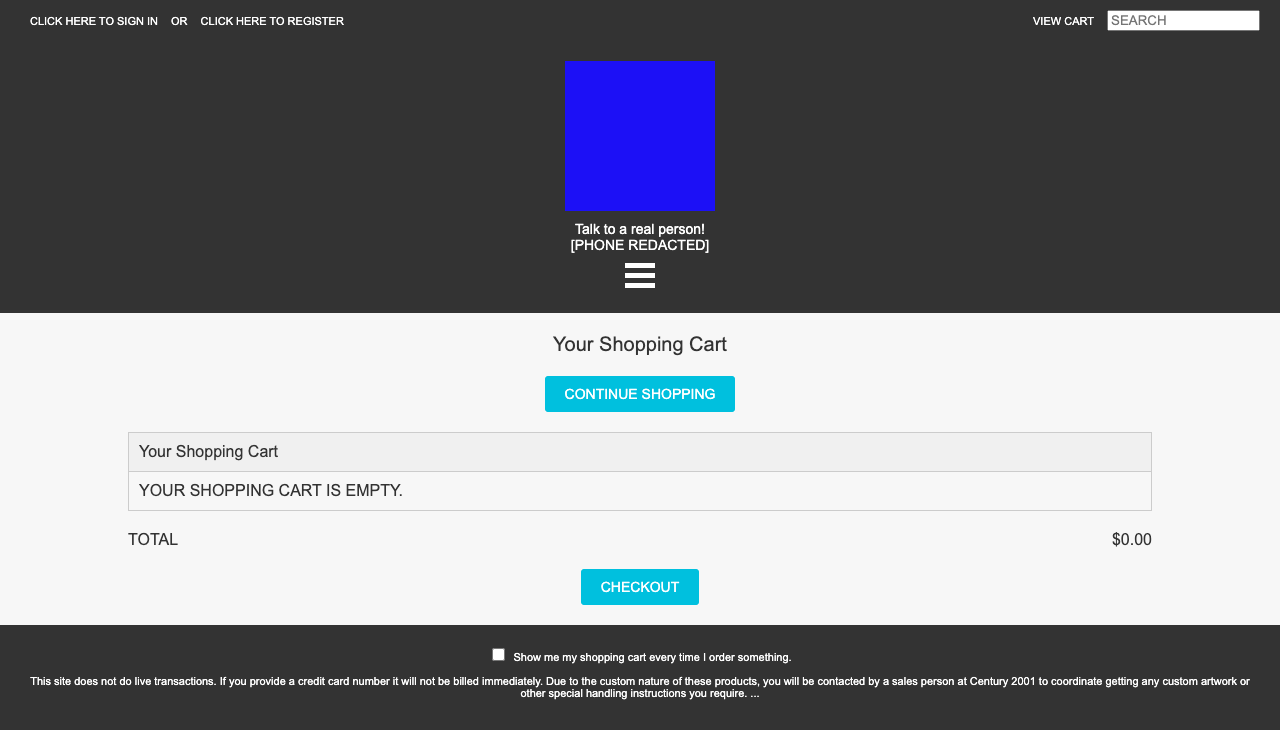 CLICK HERE TO SIGN IN OR CLICK HERE TO REGISTER VIEW CART SEARCH
Talk to a real person!
[PHONE REDACTED]
Your Shopping Cart
CONTINUE SHOPPING
Your Shopping Cart
YOUR SHOPPING CART IS EMPTY.
TOTAL $0.00
CHECKOUT
Show me my shopping cart every time I order something.
This site does not do live transactions. If you provide a credit card number it will not be billed immediately. Due to the custom nature of these products, you will be contacted by a sales person at Century 2001 to coordinate getting any custom artwork or
other special handling instructions you require. ...